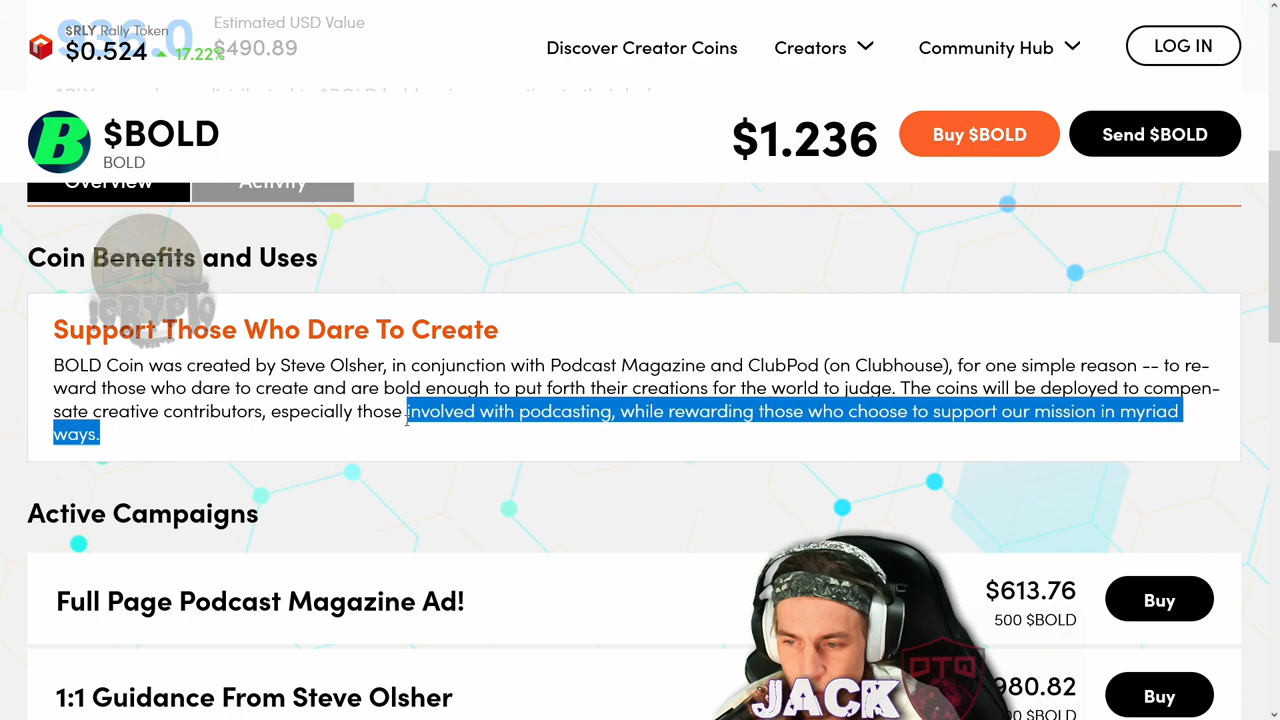 $RLY Rally Token
$0.524 17.22%
Estimated USD Value
$490.89
Discover Creator Coins
Creators
Community Hub
LOG IN
B
$BOLD
BOLD
$1.236
Buy $BOLD
Send $BOLD
Overview
Activity
Coin Benefits and Uses
CRYPTO
Support Those Who Dare To Create
BOLD Coin was created by Steve Olsher, in conjunction with Podcast Magazine and ClubPod (on Clubhouse), for one simple reason -- to re-
ward those who dare to create and are bold enough to put forth their creations for the world to judge. The coins will be deployed to compen-
sate creative contributors, especially those involved with podcasting, while rewarding those who choose to support our mission in myriad
ways.
Active Campaigns
Full Page Podcast Magazine Ad!
$613.76
500 $BOLD
Buy
1:1 Guidance From Steve Olsher
980.82
$BOLD
Buy
DTQ
JACK